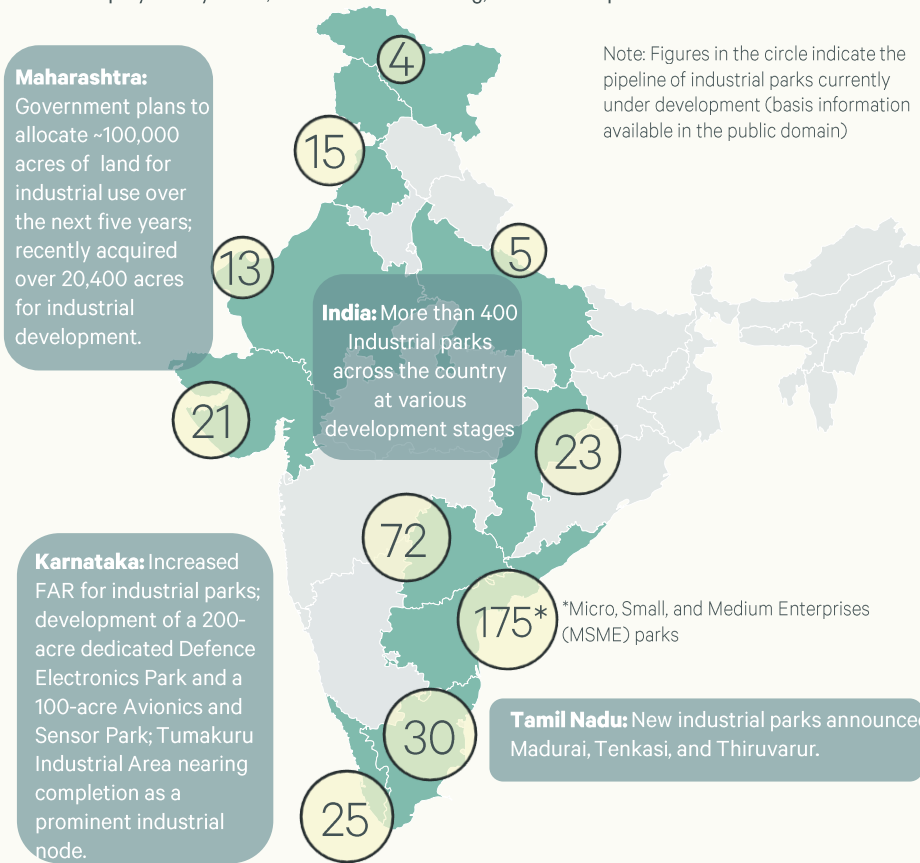 Note: Figures in the circle indicate the
pipeline of industrial parks currently
under development (basis information
available in the public domain)
Maharashtra:
Government plans to
allocate ~100,000
acres of land for
industrial use over
the next five years;
recently acquired
over 20,400 acres
for industrial
development.
4
15
13
5
India: More than 400
Industrial parks
across the country
at various
development stages
21
23
72
175*
*Micro, Small, and Medium Enterprises
(MSME) parks
Karnataka: Increased
FAR for industrial parks;
development of a 200-
acre dedicated Defence
Electronics Park and a
100-acre Avionics and
Sensor Park; Tumakuru
Industrial Area nearing
completion as a
prominent industrial
node.
30
Tamil Nadu: New industrial parks announced
Madurai, Tenkasi, and Thiruvarur.
25